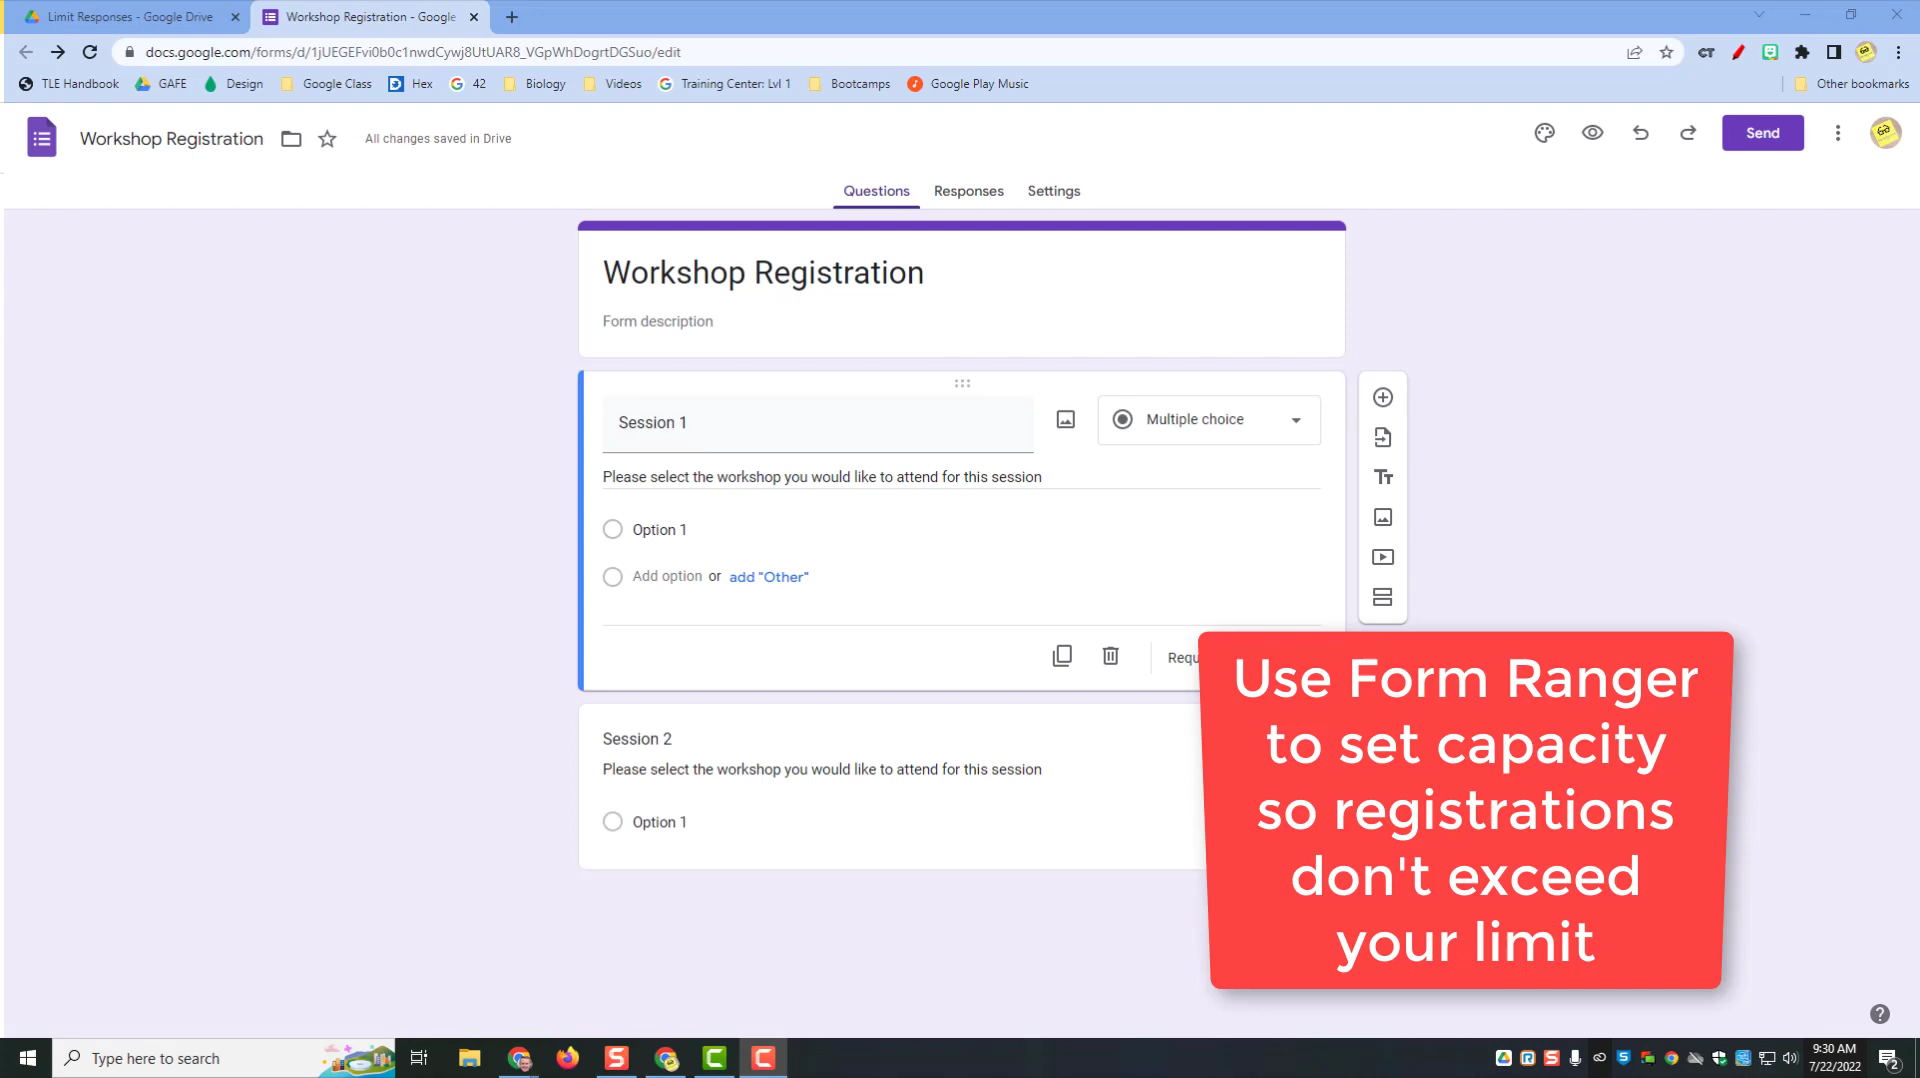 Limit Responses - Google Drive
Workshop Registration - Google
docs.google.com/forms/d/1jUEGEFvi0b0c1nwdCywj8UtUAR8_VGpWhDogrtDGSuo/edit
TLE Handbook
GAFE
Design
Google Class
Hex
42
Biology
Videos
Training Center: Lvl 1
Bootcamps
Google Play Music
Other bookmarks
Workshop Registration
All changes saved in Drive
Send
Questions
Responses
Settings
Workshop Registration
Form description
Session 1
Multiple choice
Please select the workshop you would like to attend for this session
Option 1
Add option or add "Other"
Requ
Session 2
Please select the workshop you would like to attend for this session
Option 1
Use Form Ranger
to set capacity
so registrations
don't exceed
your limit
Type here to search
9:30 AM
7/22/2022
2